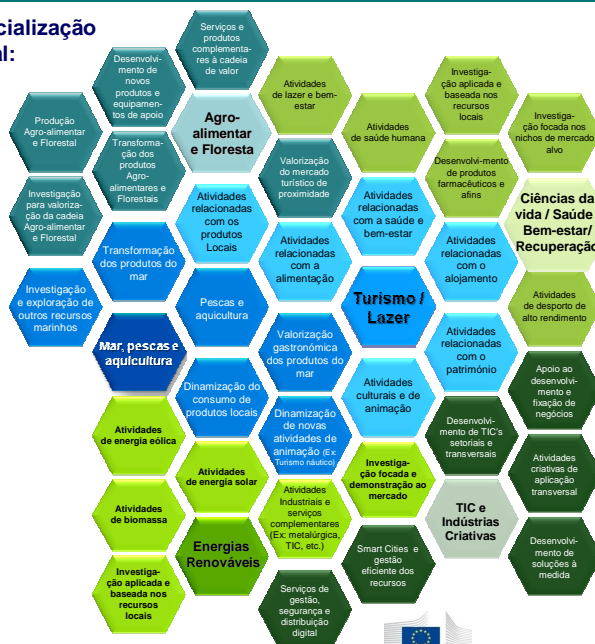 cialização
al:
Serviços e
produtos
complementa-
res à cadeia
de valor
Desenvolvi-
mento de
novos
produtos e
equipamen-
tos de apoio
Atividades
de lazer e bem-
estar
Investiga-
ção aplicada e
baseada nos
recursos
locais
Produção
Agro-alimentar
e Florestal
Agro-
alimentar
e Floresta
Atividades
de saúde humana
Investiga-
ção focada nos
nichos de mercado
alvo
Transforma-
ção dos
produtos
Agro-
alimentares e
Florestais
Valorização
do mercado
turístico de
proximidade
Desenvolvi-mento
de produtos
farmacêuticos e
afins
Investigação
para valoriza-
ção da cadeia
Agro-alimentar
e Florestal
Atividades
relacionadas
com os
produtos
Locais
Atividades
relacionadas
com a saúde e
bem-estar
Ciências da
vida / Saúde
Bem-estar/
Recuperação
Transformação
dos produtos do
mar
Atividades
relacionadas
com a
alimentação
Atividades
relacionadas
com o
alojamento
Investigação
e exploração de
outros recursos
marinhos
Pescas e
aquicultura
Turismo /
Lazer
Atividades
de desporto de
alto rendimento
Mar, pescas e
aquicultura
Valorização
gastronómica
dos produtos do
mar
Atividades
relacionadas
com o
património
Dinamização do
consumo de
produtos locais
Atividades
culturais e de
animação
Apoio ao
desenvolvi-
mento e
fixação de
negócios
Atividades
de energia eólica
Dinamização
de novas
atividades de
animação (Ex:
Turismo náutico)
Desenvolvi-
mento de TIC's
setoriais e
transversais
Atividades
de energia solar
Investiga-
ção focada e
demonstração ao
mercado
Atividades
criativas de
aplicação
transversal
Atividades
de biomassa
Atividades
Industriais e
serviços
complementares
(Ex: metalúrgica,
TIC, etc.)
TIC e
Indústrias
Criativas
Energias
Renováveis
Smart Cities e
gestão
eficiente dos
recursos
Desenvolvi-
mento de
soluções à
medida
Investiga-
ção aplicada e
baseada nos
recursos
locais
Serviços de
gestão,
segurança e
distribuição
digital